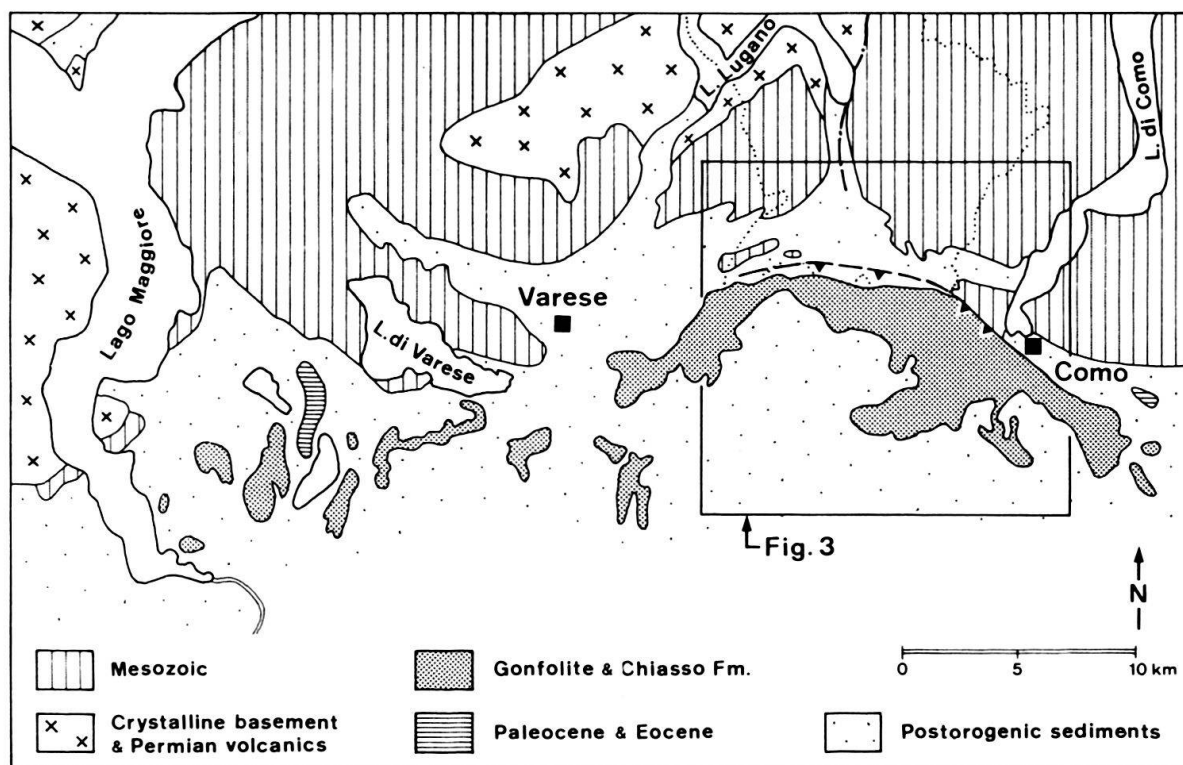 L. Lugano
L. di Como
Lago Maggiore
Varese
L. di Varese
Como
Fig. 3
N
Mesozoic
Gonfolite & Chiasso Fm.
0 5 10 km
Crystalline basement
& Permian volcanics
Paleocene & Eocene
Postorogenic sediments